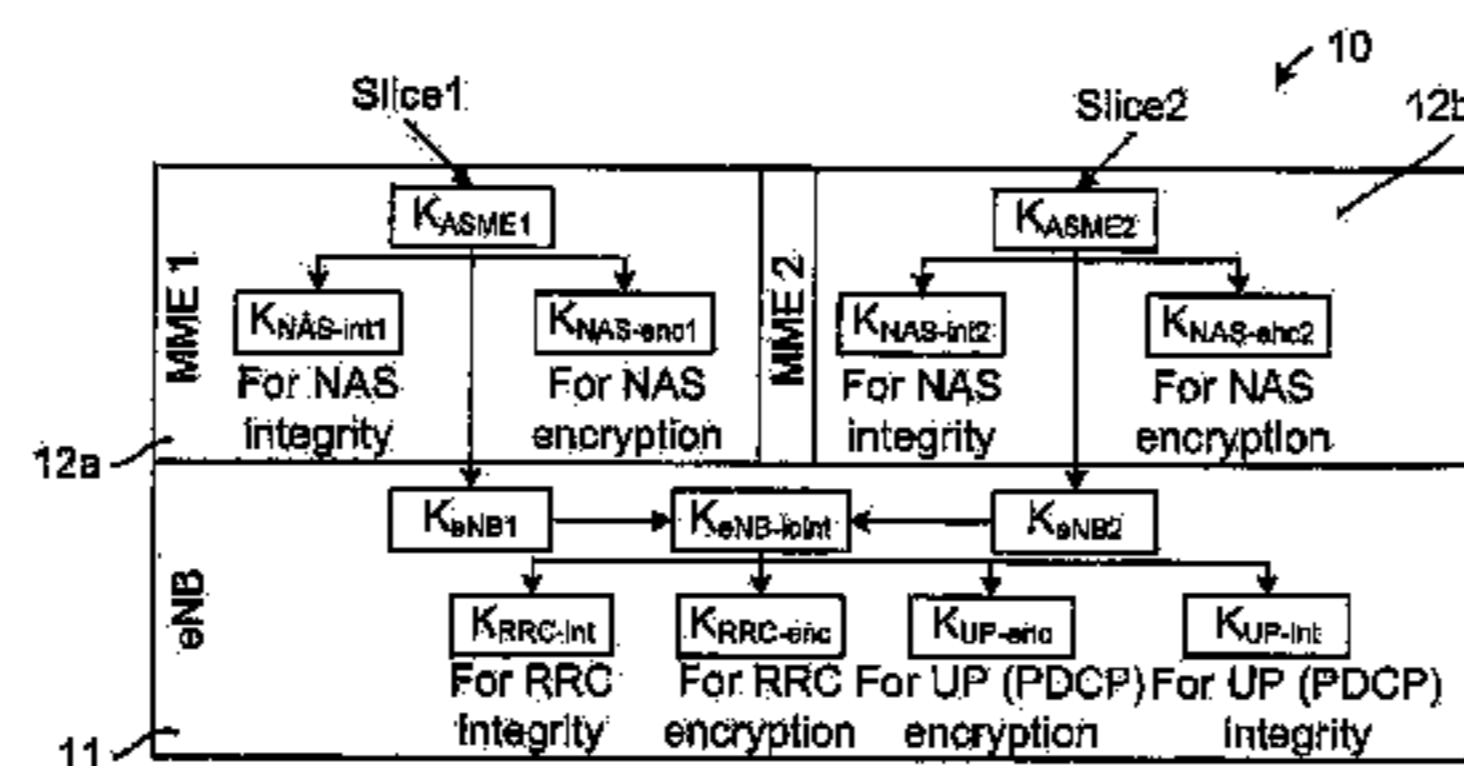 10
Slice1
Slice2
12b
KASME1
KASME2
MME 1
MME 2
KNAS-int1
KNAS-enc1
KNAS-int2
KNAS-enc2
For NAS integrity
For NAS encryption
For NAS integrity
For NAS encryption
12a
KeNB1
KeNB-joint
KeNB2
eNB
KRRC-int
KRRC-enc
KUP-enc
KUP-int
For RRC integrity
For RRC encryption
For UP (PDCP) encryption
For UP (PDCP) integrity
11